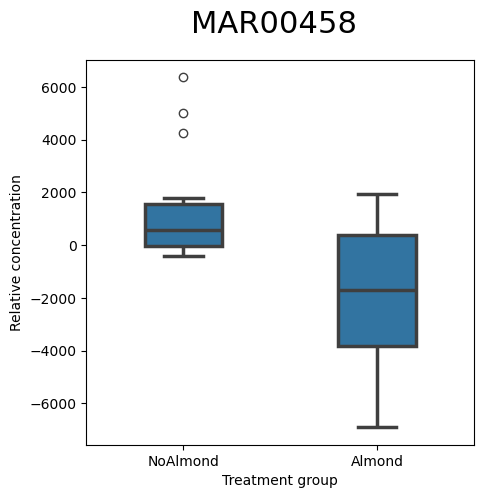 MAR00458
6000
4000
2000
0
−2000
−4000
−6000
Relative concentration
NoAlmond
Almond
Treatment group